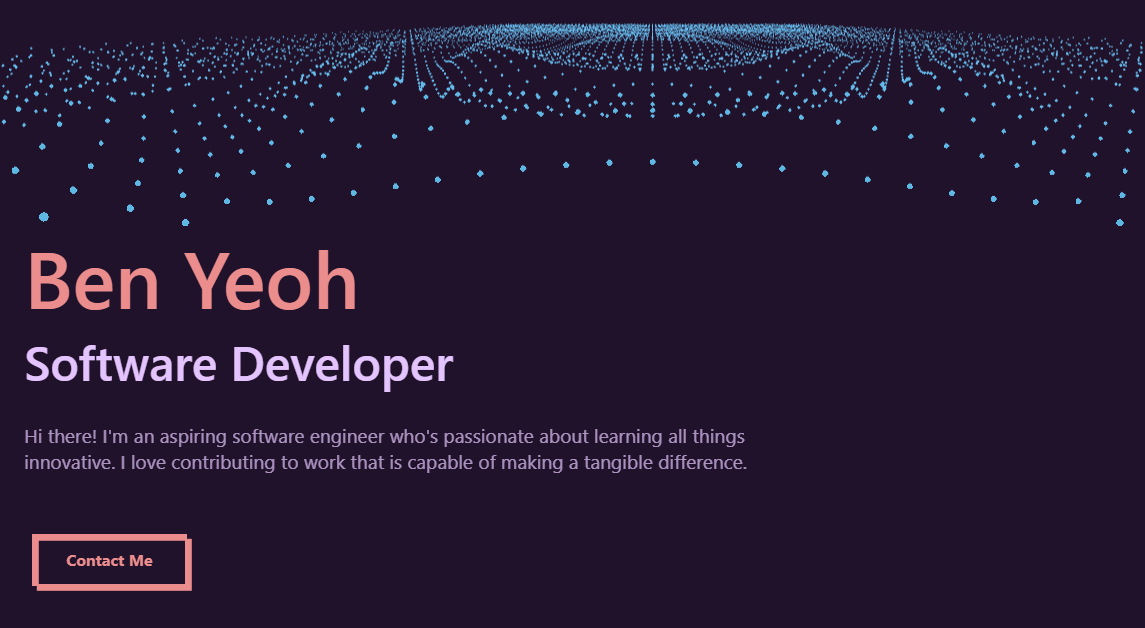 Ben Yeoh
Software Developer
Hi there! I'm an aspiring software engineer who's passionate about learning all things
innovative. I love contributing to work that is capable of making a tangible difference.
Contact Me